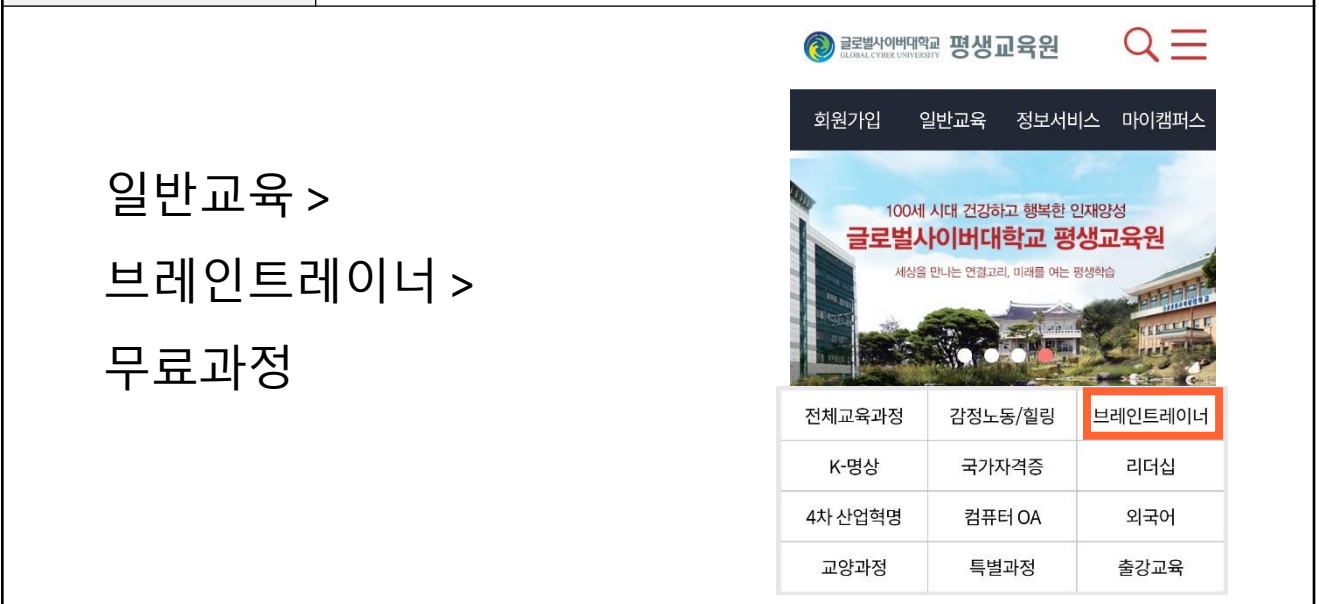 일반교육 >
브레인트레이너 >
무료과정
글로벌사이버대학교 평생교육원
GLOBAL CYBER UNIVERSITY
회원가입 일반교육 정보서비스 마이캠퍼스
100세 시대 건강하고 행복한 인재양성
글로벌사이버대학교 평생교육원
세상을 만나는 연결고리, 미래를 여는 평생학습
전체교육과정 감정노동/힐링 브레인트레이너
K-명상 국가자격증 리더십
4차 산업혁명 컴퓨터 OA 외국어
교양과정 특별과정 출강교육